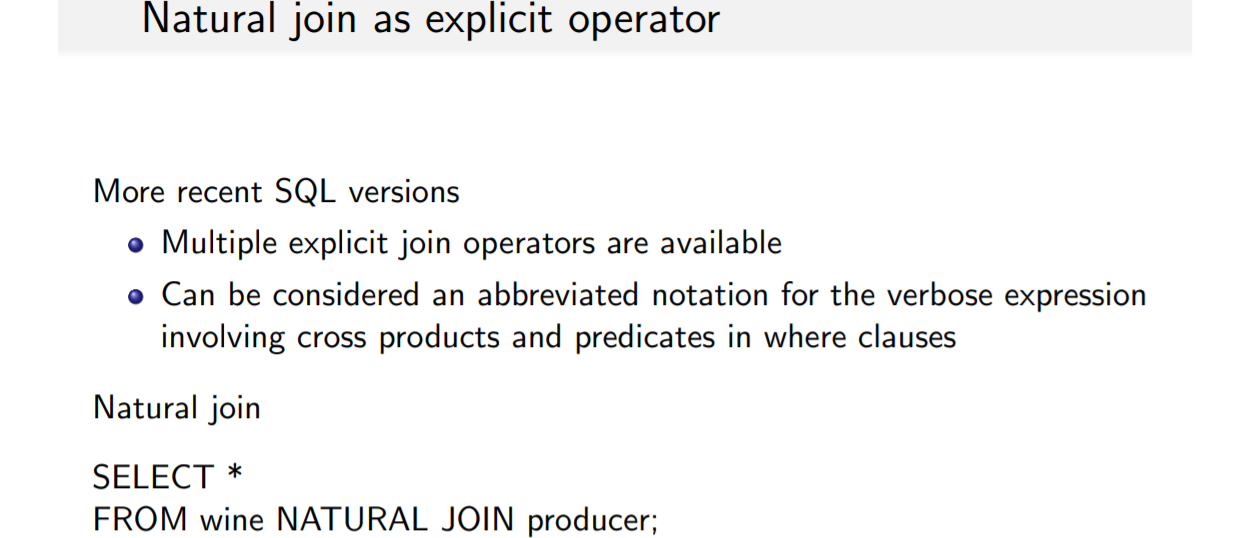 Natural join as explicit operator
More recent SQL versions
Multiple explicit join operators are available
Can be considered an abbreviated notation for the verbose expression
involving cross products and predicates in where clauses
Natural join
SELECT *
FROM wine NATURAL JOIN producer;